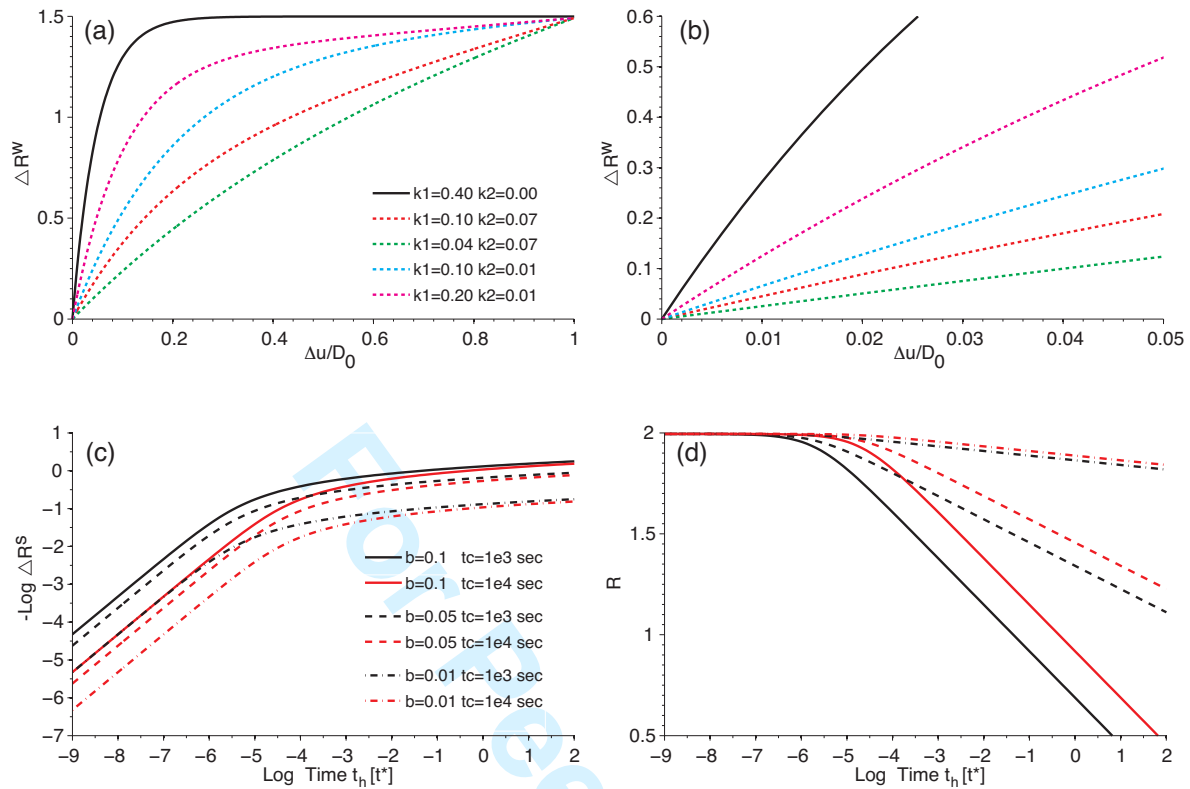 (a)
1.5
1
0.5
0
△R^W
0 0.2 0.4 0.6 0.8 1
Δu/D_0
k1=0.40 k2=0.00
k1=0.10 k2=0.07
k1=0.04 k2=0.07
k1=0.10 k2=0.01
k1=0.20 k2=0.01
(b)
0.6
0.5
0.4
0.3
0.2
0.1
0
△R^W
0 0.01 0.02 0.03 0.04 0.05
Δu/D_0
(c)
1
0
−1
−2
−3
−4
−5
−6
−7
-Log △R^S
−9 −8 −7 −6 −5 −4 −3 −2 −1 0 1 2
Log Time t_h [t*]
b=0.1 tc=1e3 sec
b=0.1 tc=1e4 sec
b=0.05 tc=1e3 sec
b=0.05 tc=1e4 sec
b=0.01 tc=1e3 sec
b=0.01 tc=1e4 sec
(d)
2
1.5
1
0.5
R
−9 −8 −7 −6 −5 −4 −3 −2 −1 0 1 2
Log Time t_h [t*]
For Pee